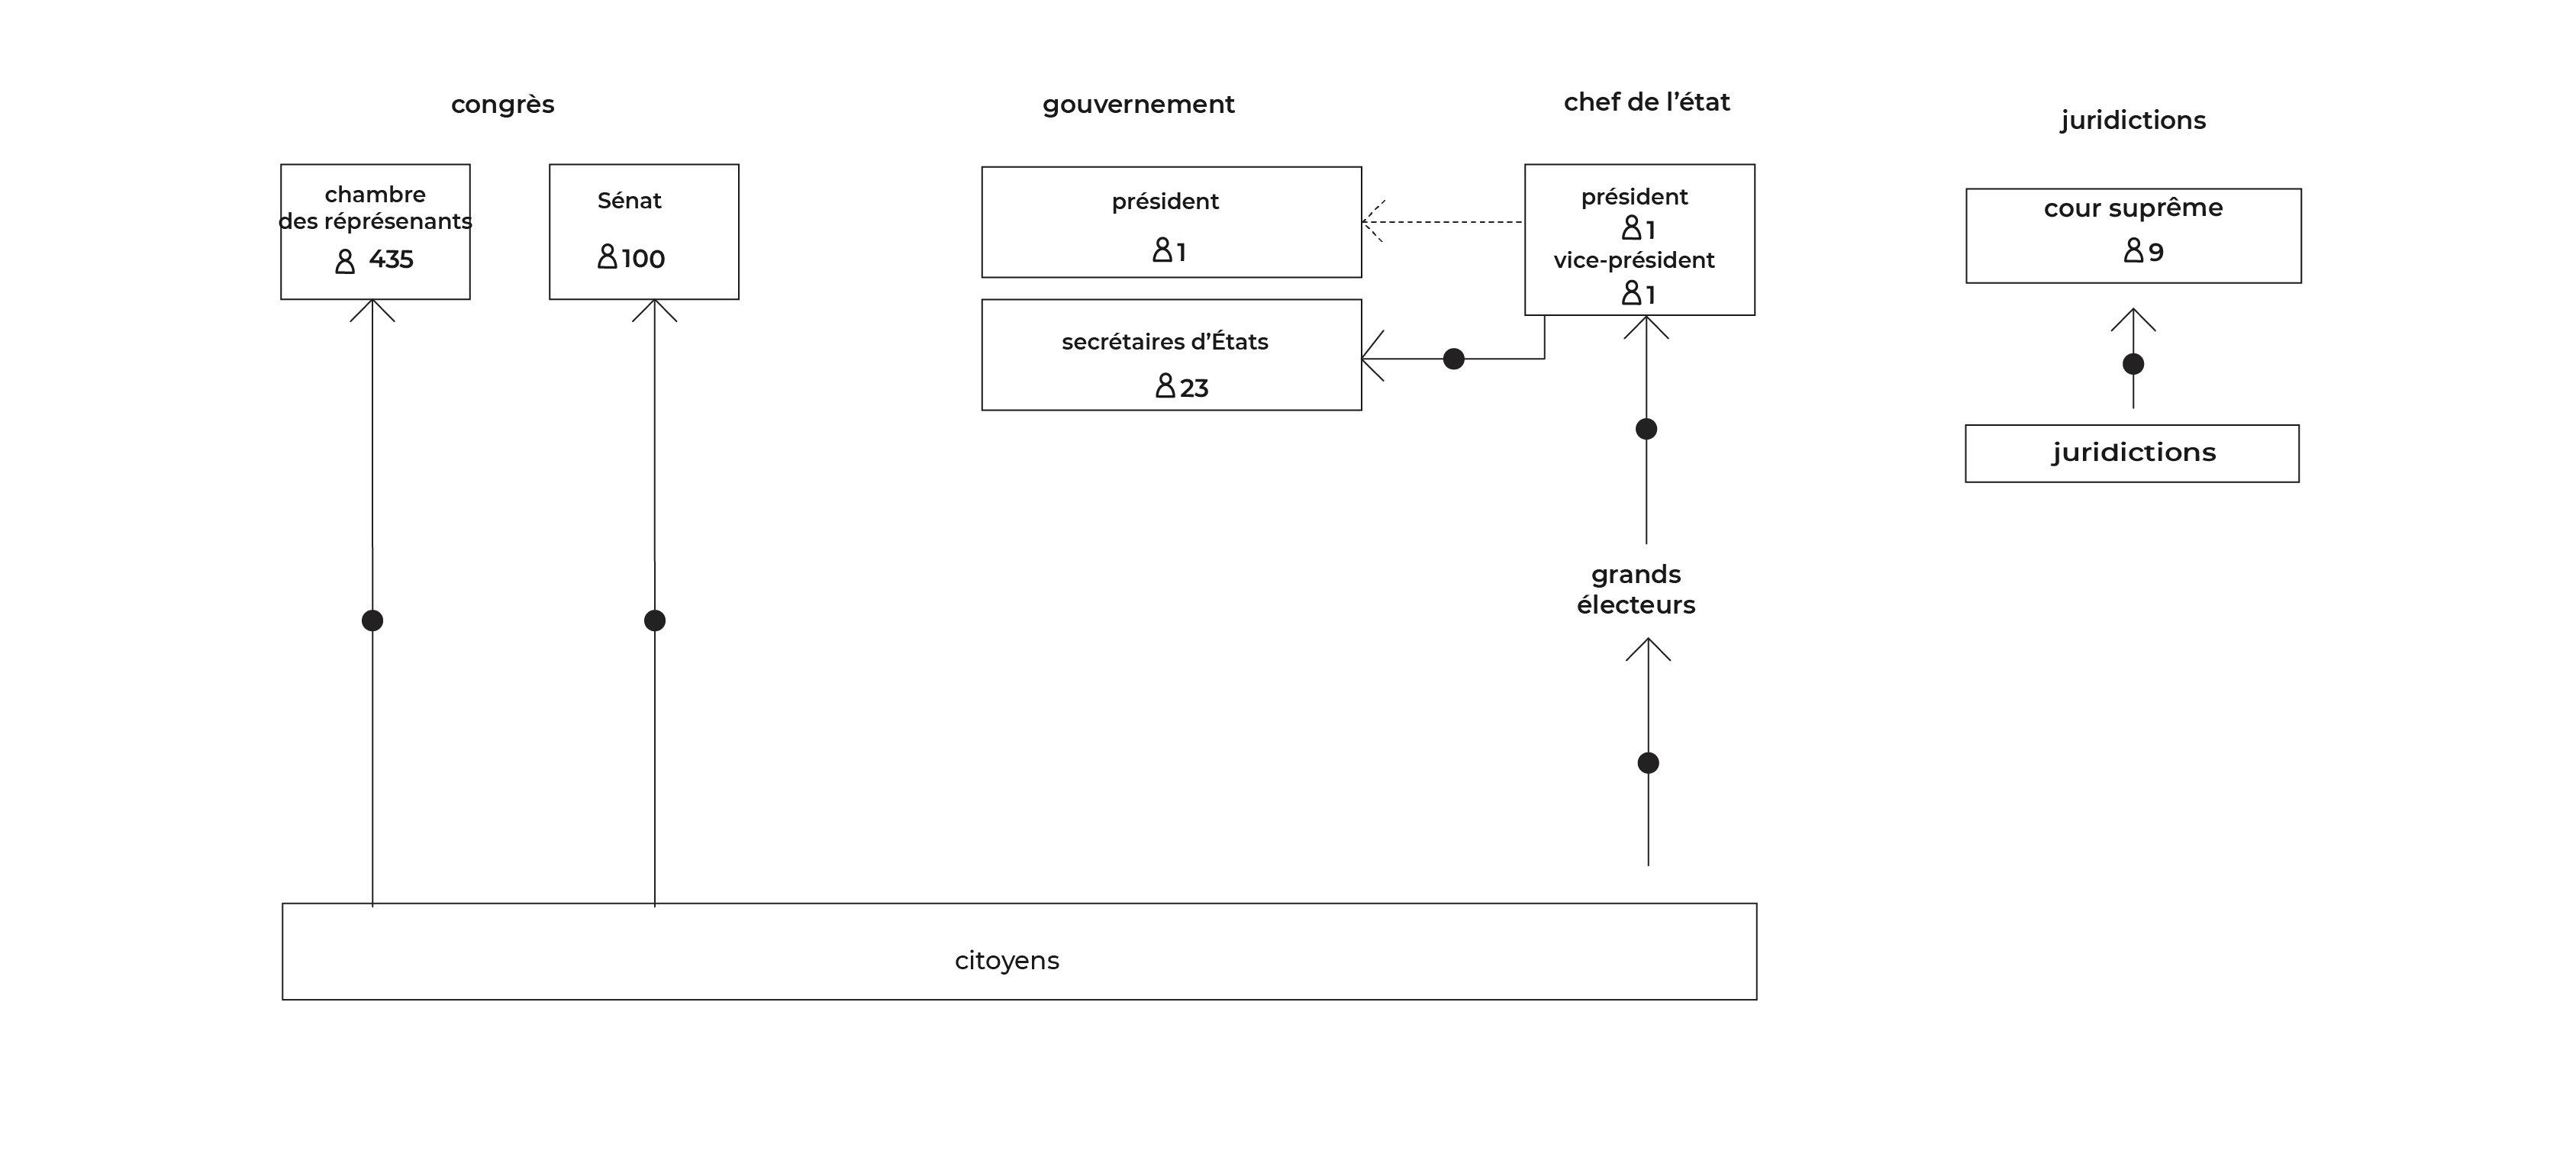 congrès
gouvernement
chef de l’état
juridictions
chambre
des réprésenants
435
Sénat
100
président
1
secrétaires d’États
23
président
1
vice-président
1
cour suprême
9
juridictions
grands
électeurs
citoyens